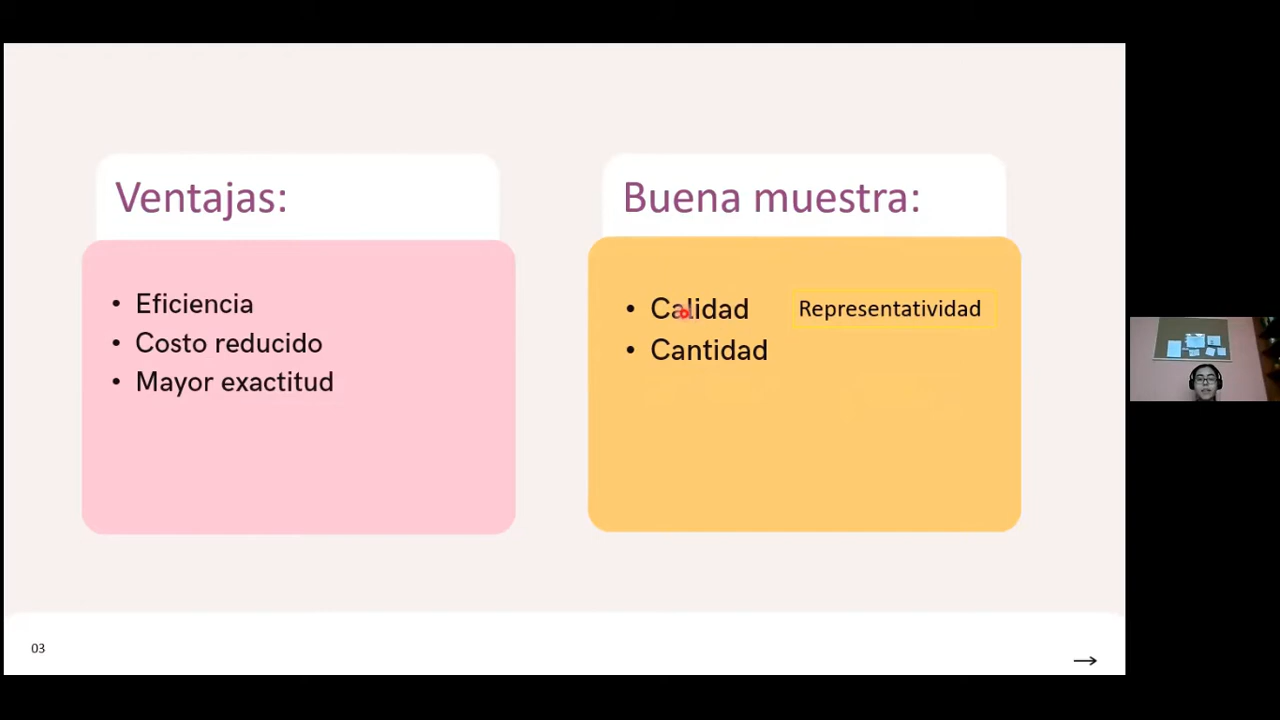 Ventajas:
• Eficiencia
• Costo reducido
• Mayor exactitud
Buena muestra:
• Calidad
Representatividad
• Cantidad
03